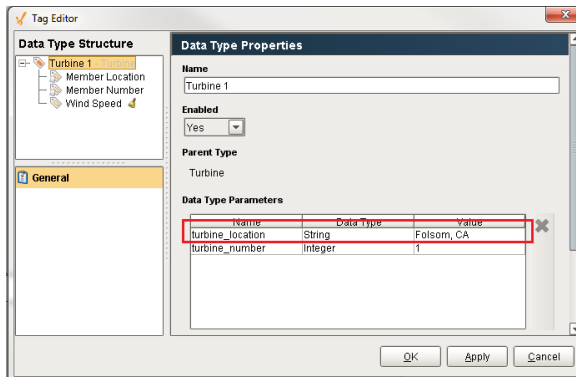 Tag Editor
Data Type Structure
Turbine 1 - Turbine
Member Location
Member Number
Wind Speed
General
Data Type Properties
Name
Turbine 1
Enabled
Yes
Parent Type
Turbine
Data Type Parameters
Name Data Type Value
turbine_location String Folsom, CA
turbine_number Integer 1
OK Apply Cancel